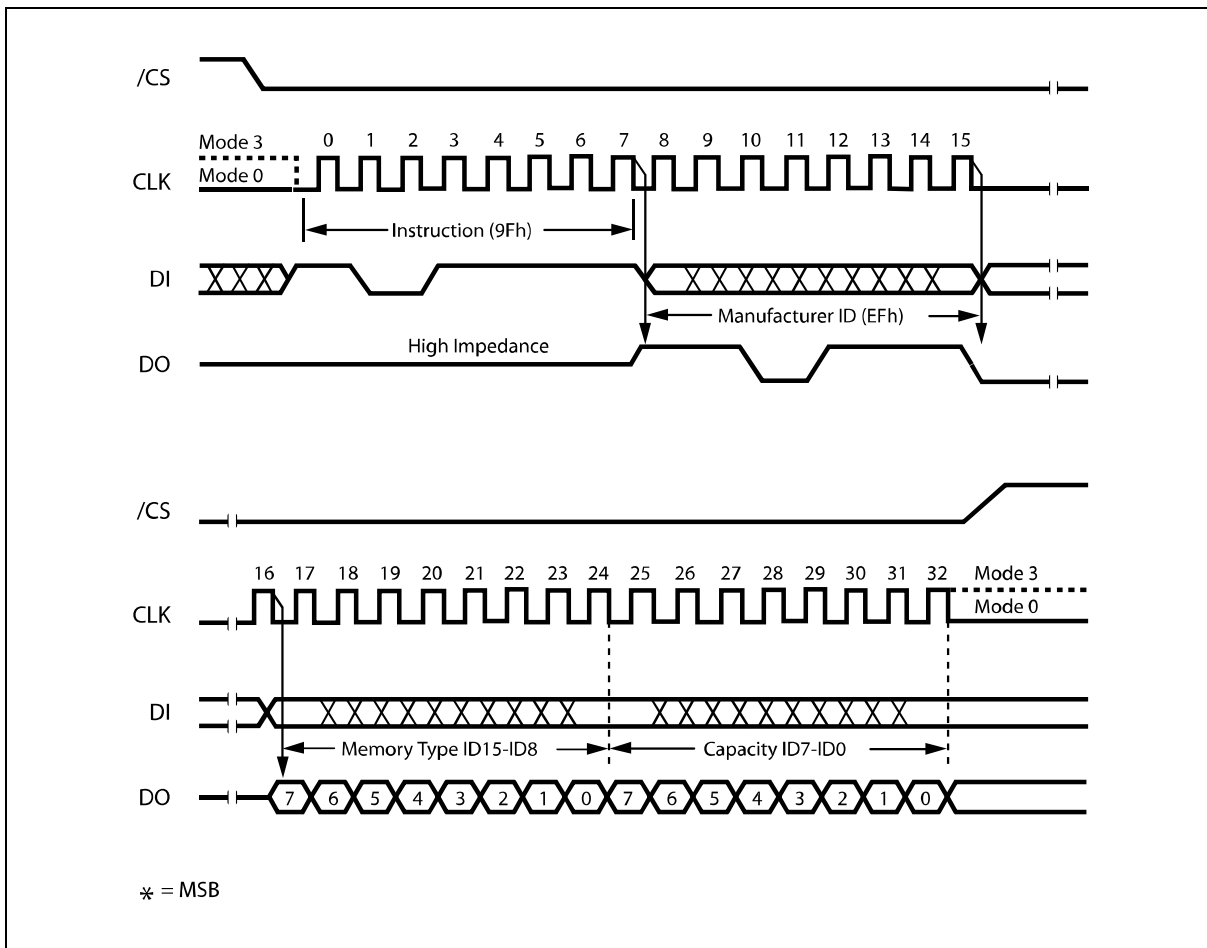 /CS
Mode 3
0 1 2 3 4 5 6 7 8 9 10 11 12 13 14 15
Mode 0
CLK
Instruction (9Fh)
DI
Manufacturer ID (EFh)
High Impedance
DO
/CS
16 17 18 19 20 21 22 23 24 25 26 27 28 29 30 31 32
Mode 3
Mode 0
CLK
DI
Memory Type ID15-ID8
Capacity ID7-ID0
DO
7 6 5 4 3 2 1 0 7 6 5 4 3 2 1 0
* = MSB